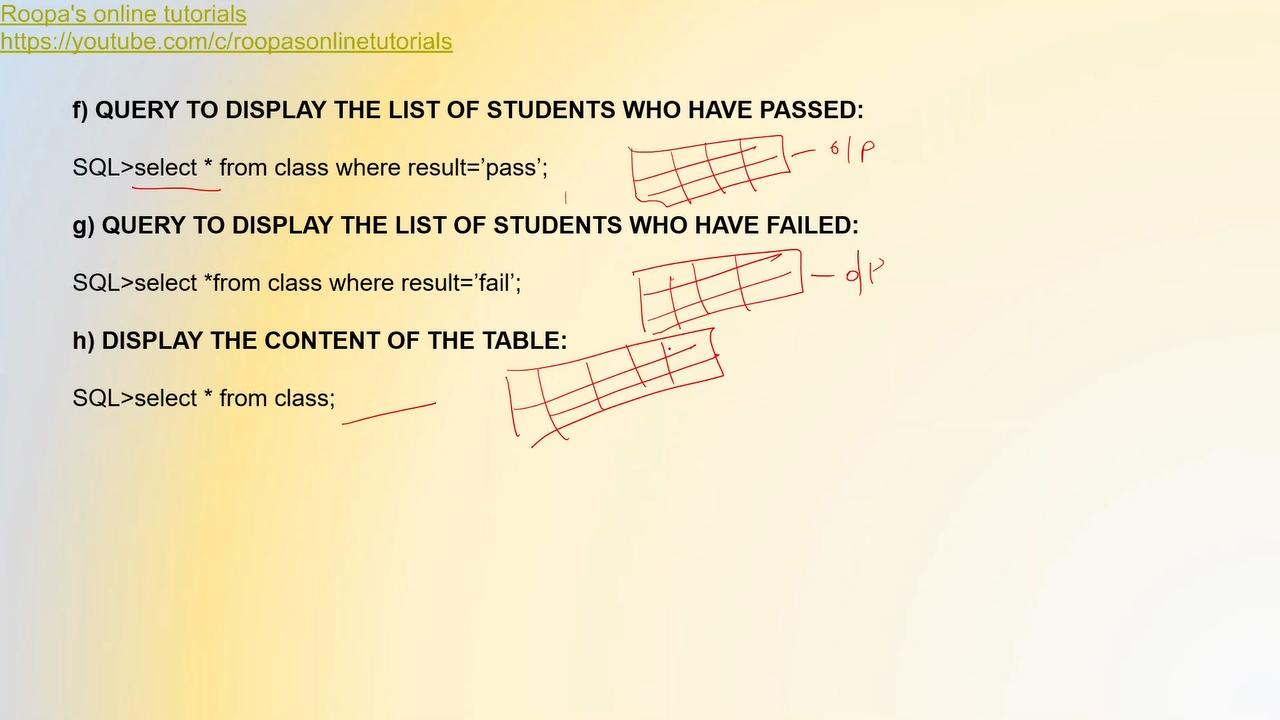 Roopa's online tutorials
https://youtube.com/c/roopasonlinetutorials
f) QUERY TO DISPLAY THE LIST OF STUDENTS WHO HAVE PASSED:
SQL>select * from class where result=’pass’;
o/p
g) QUERY TO DISPLAY THE LIST OF STUDENTS WHO HAVE FAILED:
SQL>select *from class where result=’fail’;
o/p
h) DISPLAY THE CONTENT OF THE TABLE:
SQL>select * from class;